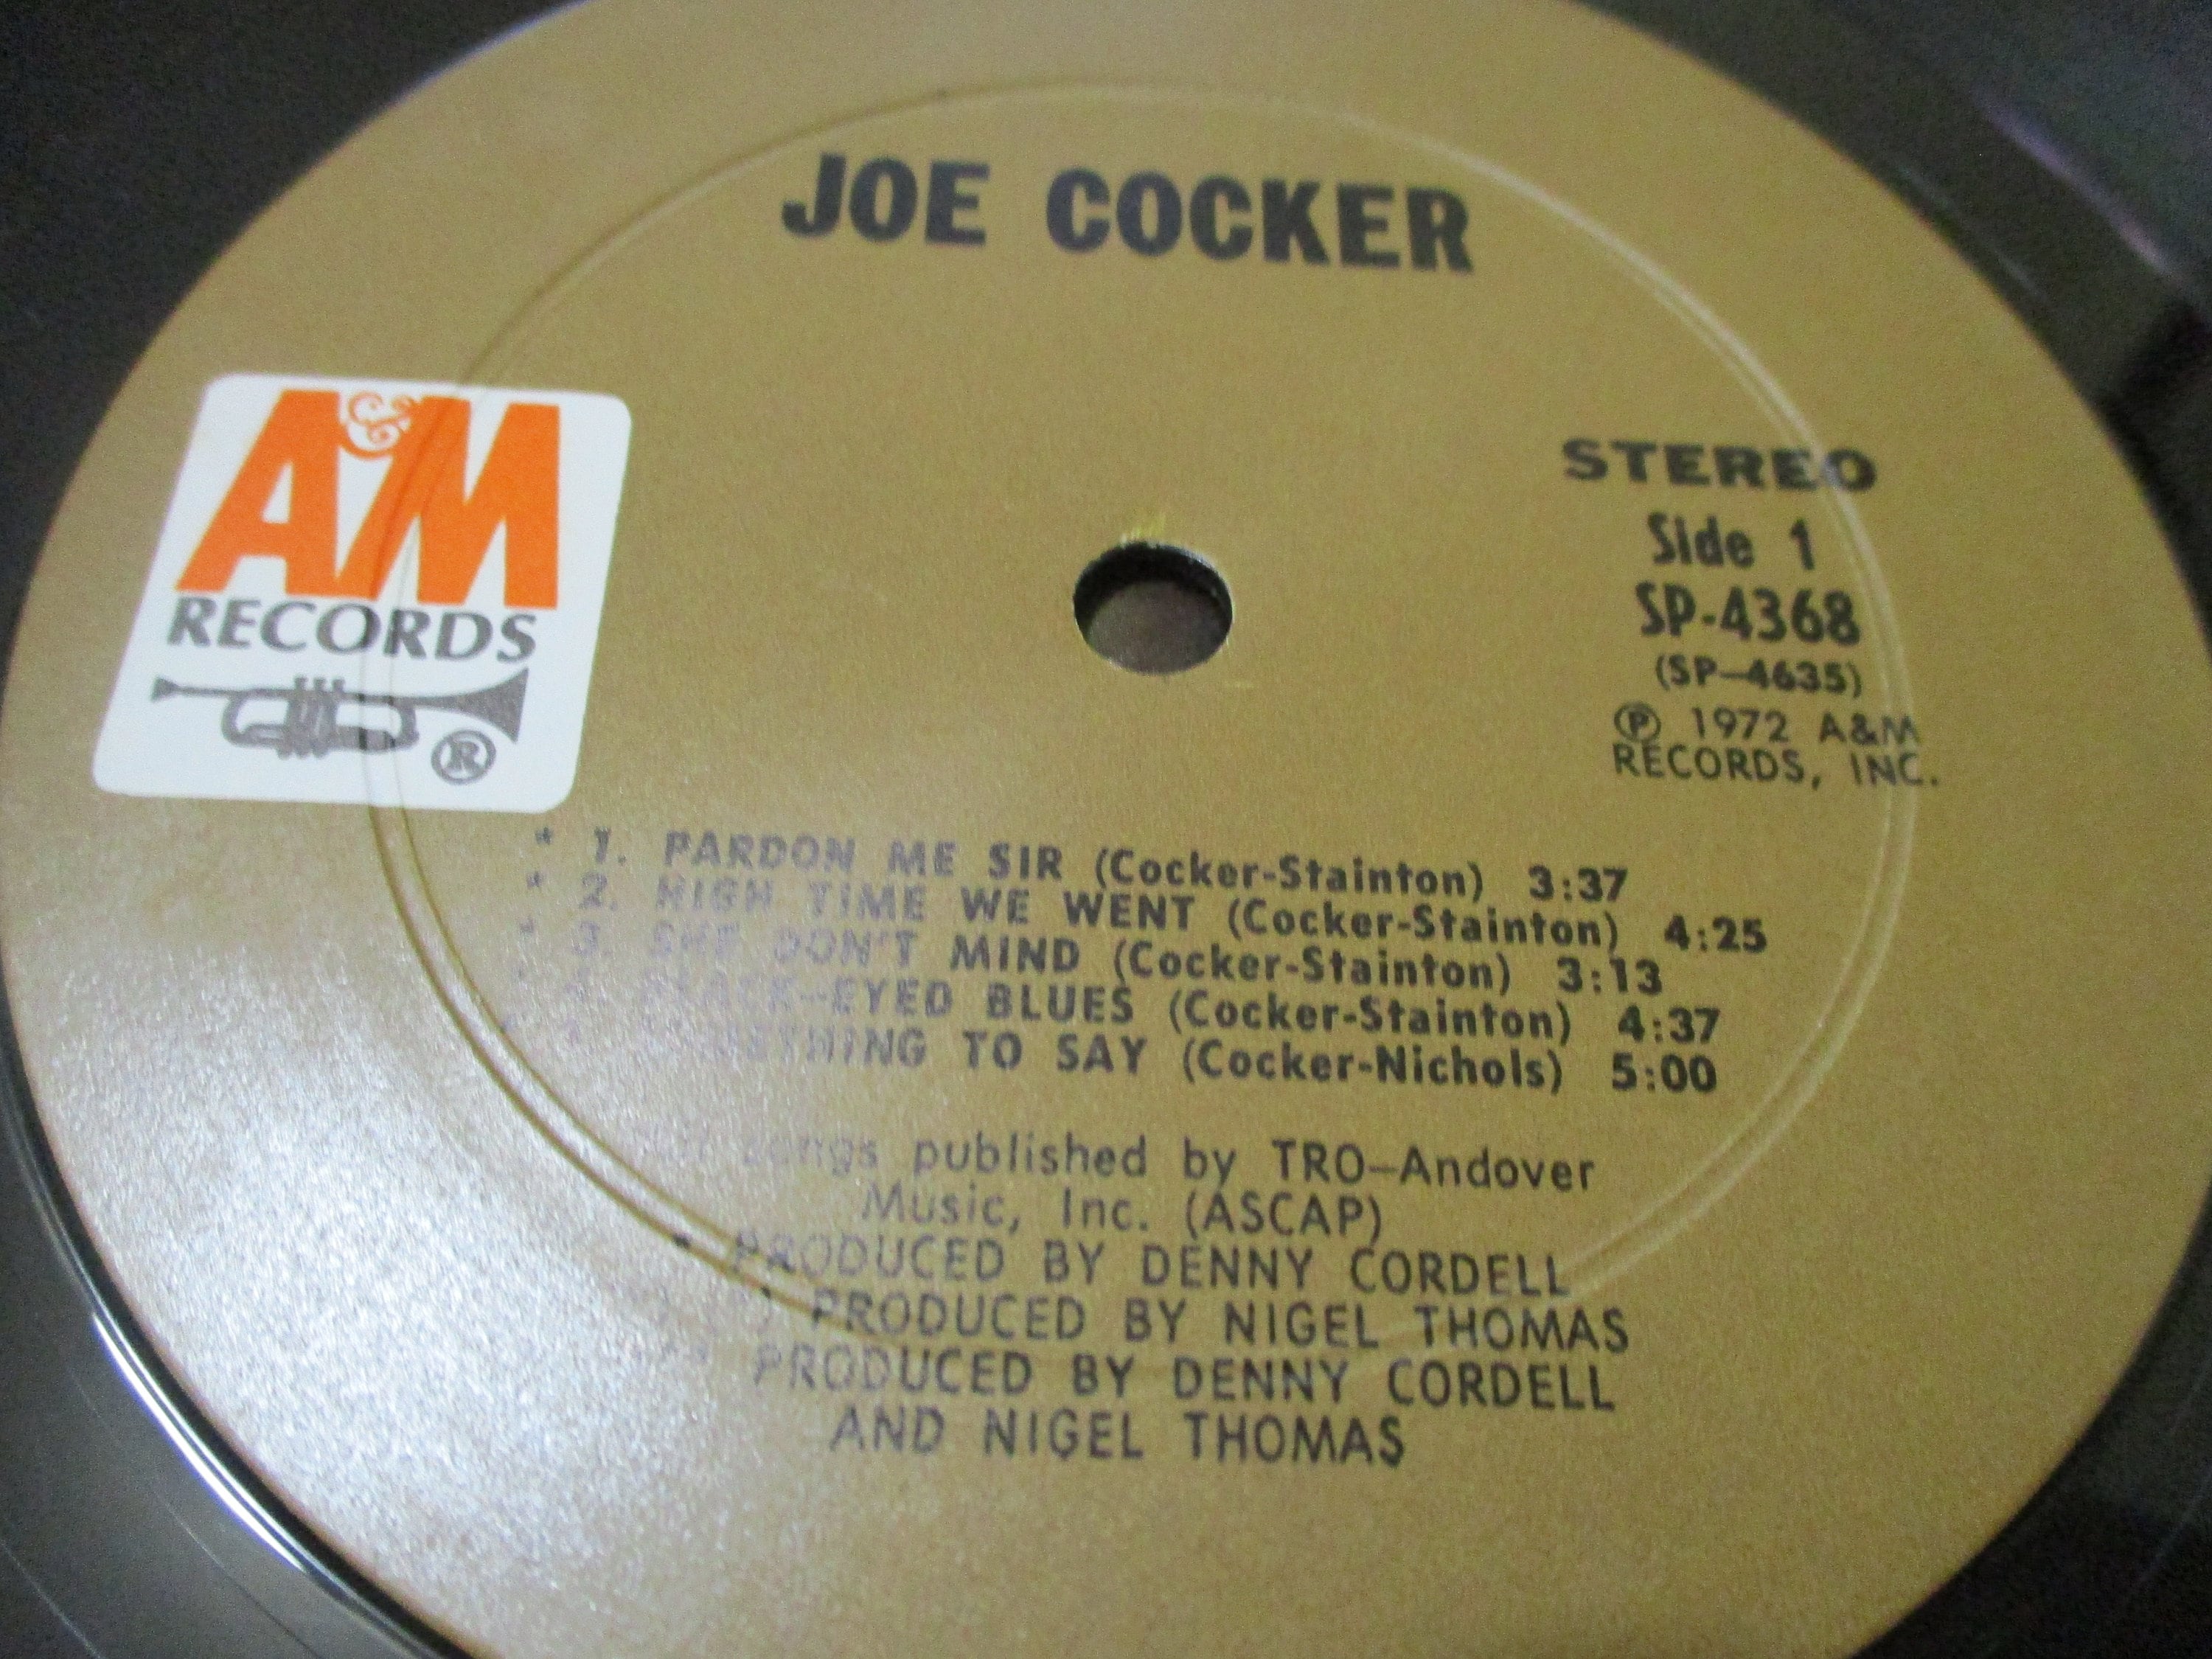 JOE COCKER
A&M
RECORDS
®
STEREO
Side 1
SP-4368
(SP-4635)
℗ 1972 A&M
RECORDS, INC.
* 1. PARDON ME SIR (Cocker-Stainton) 3:37
* 2. HIGH TIME WE WENT (Cocker-Stainton) 4:25
* 3. SHE DON'T MIND (Cocker-Stainton) 3:13
BLACK-EYED BLUES (Cocker-Stainton) 4:37
SOMETHING TO SAY (Cocker-Nichols) 5:00
All songs published by TRO-Andover
Music, Inc. (ASCAP)
* PRODUCED BY DENNY CORDELL
PRODUCED BY NIGEL THOMAS
PRODUCED BY DENNY CORDELL
AND NIGEL THOMAS